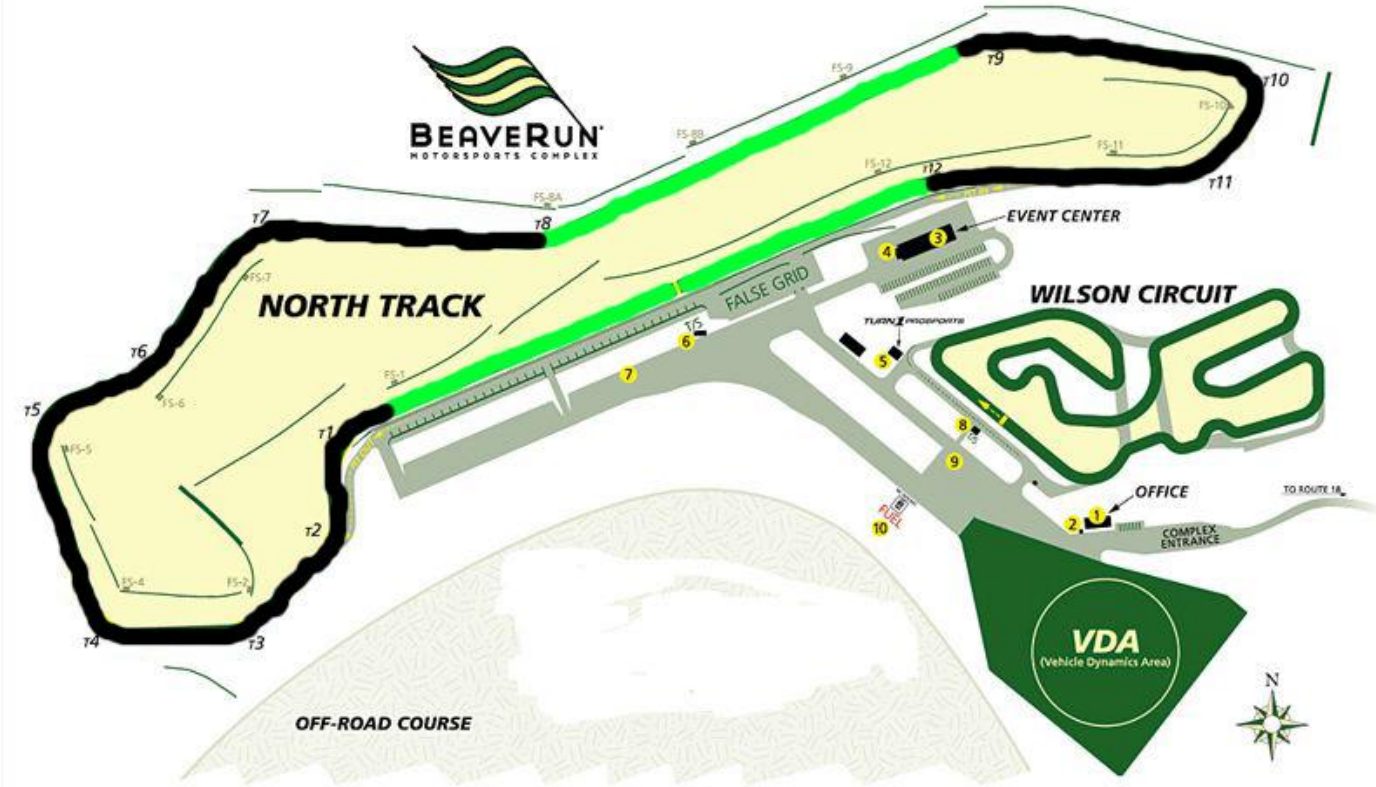 BEAVERUN
MOTORSPORTS COMPLEX
FS-9
T9
T10
FS-10
FS-8B
FS-11
FS-12
T12
T11
FS-8A
T8
T7
EVENT CENTER
3
4
FS-7
NORTH TRACK
FALSE GRID
WILSON CIRCUIT
TURN 1 PROSPORTS
T/S
6
5
T6
7
FS-1
FS-6
T5
T1
8
T/S
FS-5
9
OFFICE
TO ROUTE 18
1
2
FUEL
10
COMPLEX
ENTRANCE
T2
FS-4
FS-2
T4
T3
VDA
(Vehicle Dynamics Area)
N
OFF-ROAD COURSE